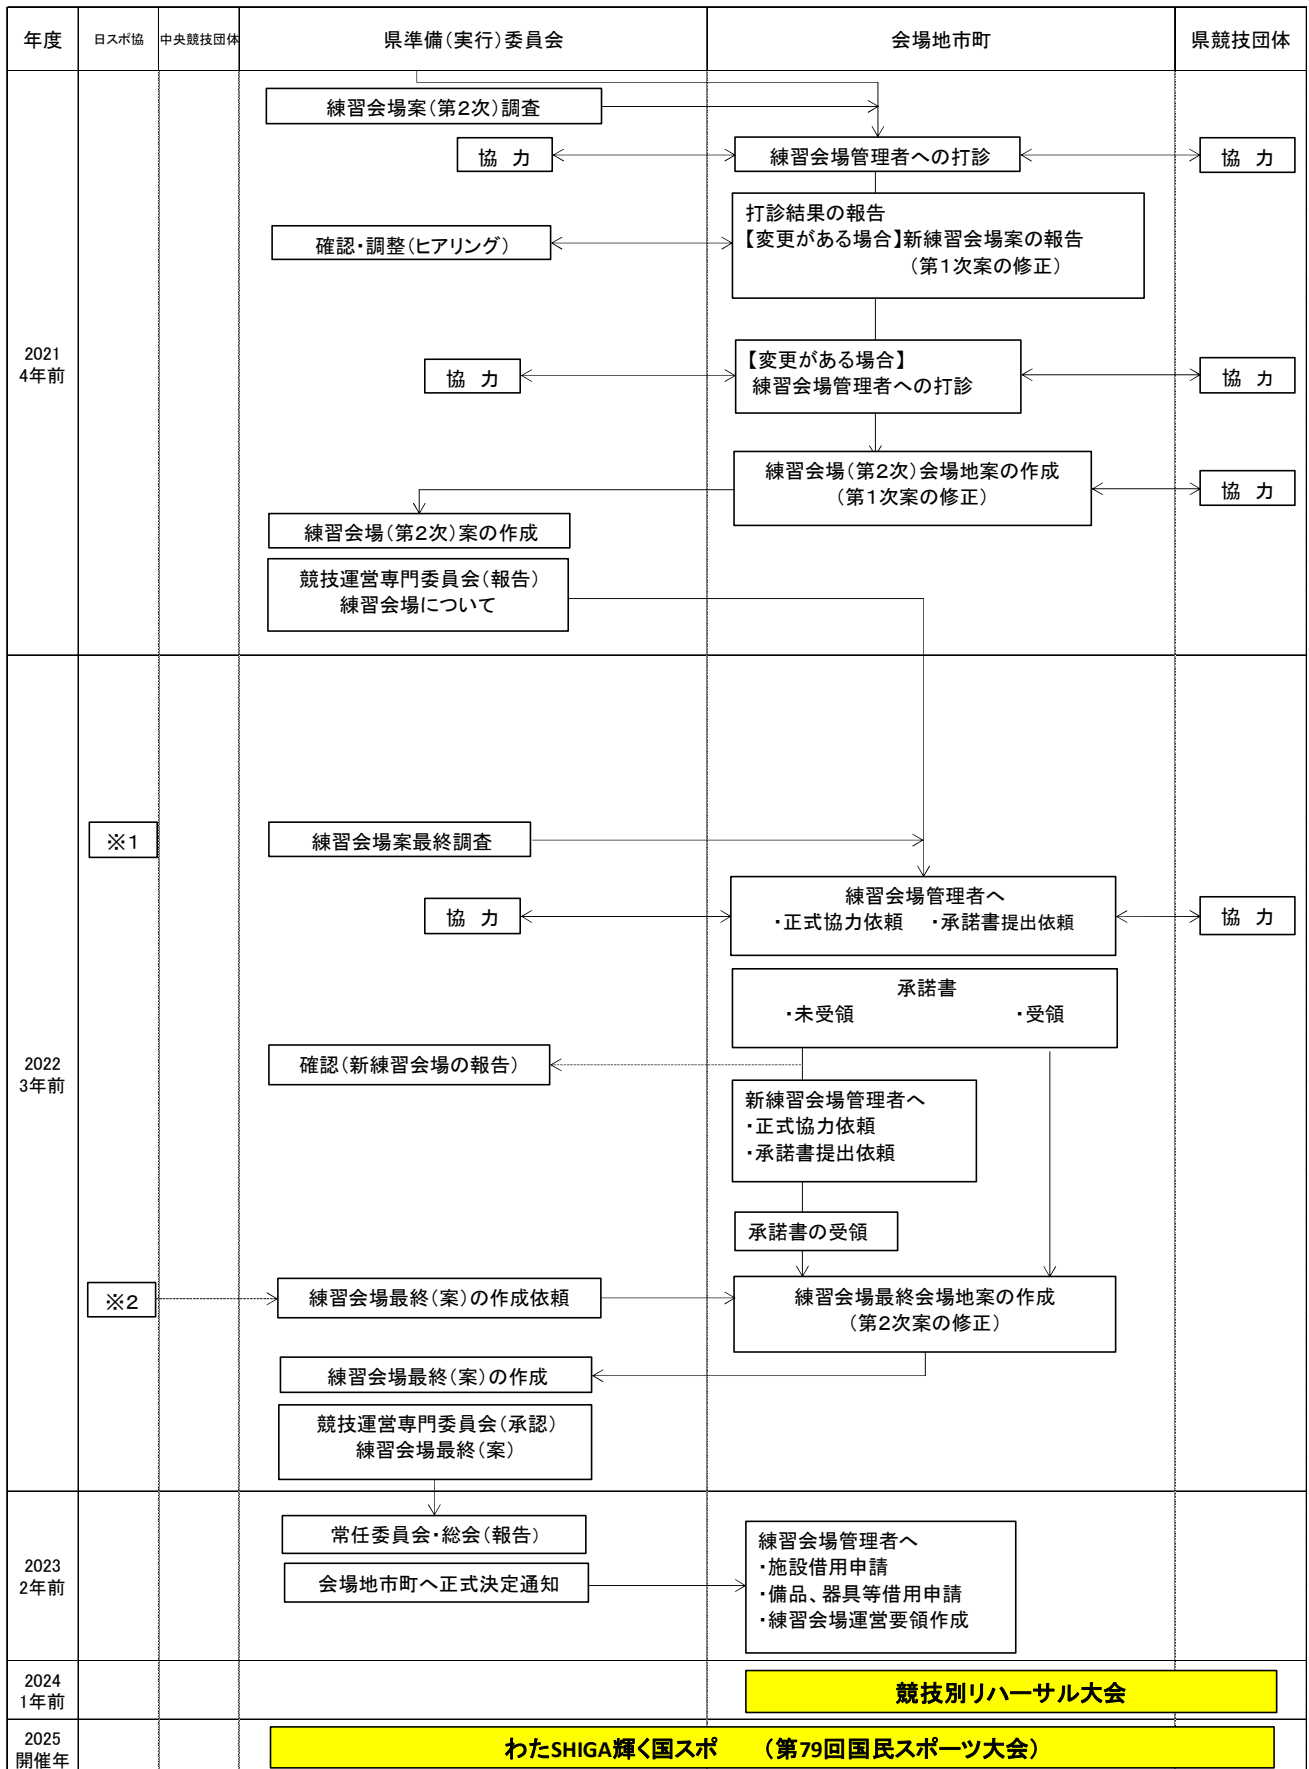 年度
日スポ協
中央競技団体
県準備(実行)委員会
会場地市町
県競技団体
2021
4年前
練習会場案(第2次)調査
協　力
練習会場管理者への打診
協　力
打診結果の報告
【変更がある場合】新練習会場案の報告
(第1次案の修正)
確認・調整(ヒアリング)
協　力
【変更がある場合】
練習会場管理者への打診
協　力
練習会場(第2次)会場地案の作成
(第1次案の修正)
協　力
練習会場(第2次)案の作成
競技運営専門委員会(報告)
練習会場について
2022
3年前
※1
練習会場案最終調査
協　力
練習会場管理者へ
・正式協力依頼　・承諾書提出依頼
協　力
承諾書
・未受領　・受領
確認(新練習会場の報告)
新練習会場管理者へ
・正式協力依頼
・承諾書提出依頼
承諾書の受領
※2
練習会場最終(案)の作成依頼
練習会場最終会場地案の作成
(第2次案の修正)
練習会場最終(案)の作成
競技運営専門委員会(承認)
練習会場最終(案)
2023
2年前
常任委員会・総会(報告)
会場地市町へ正式決定通知
練習会場管理者へ
・施設借用申請
・備品、器具等借用申請
・練習会場運営要領作成
2024
1年前
競技別リハーサル大会
2025
開催年
わたSHIGA輝く国スポ　(第79回国民スポーツ大会)